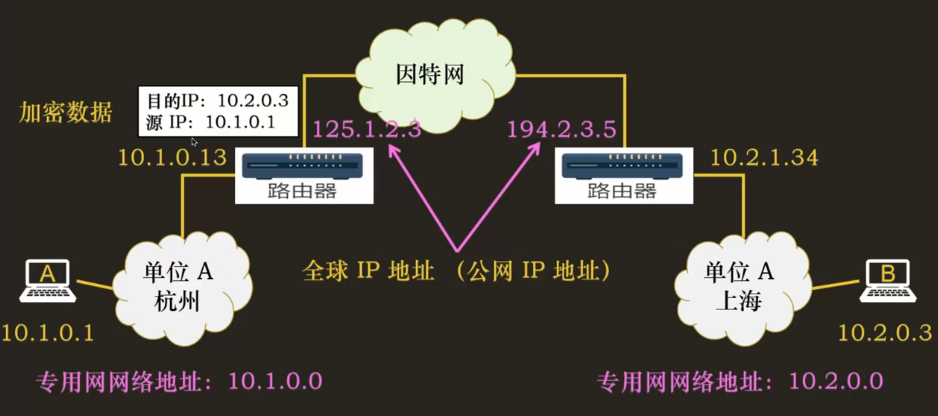 因特网
目的IP：10.2.0.3
源 IP：10.1.0.1
加密数据
125.1.2.3
194.2.3.5
10.1.0.13
10.2.1.34
路由器
路由器
全球 IP 地址 （公网 IP 地址）
A
单位 A
杭州
单位 A
上海
B
10.1.0.1
10.2.0.3
专用网网络地址：10.1.0.0
专用网网络地址：10.2.0.0